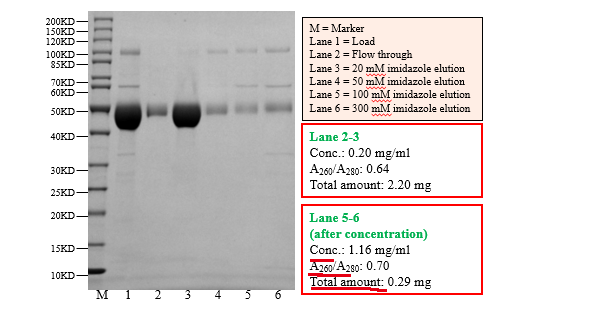 200KD
150KD
120KD
100KD
85KD
70KD
60KD
50KD
40KD
30KD
25KD
20KD
15KD
10KD
M 1 2 3 4 5 6
M = Marker
Lane 1 = Load
Lane 2 = Flow through
Lane 3 = 20 mM imidazole elution
Lane 4 = 50 mM imidazole elution
Lane 5 = 100 mM imidazole elution
Lane 6 = 300 mM imidazole elution
Lane 2-3
Conc.: 0.20 mg/ml
A260/A280: 0.64
Total amount: 2.20 mg
Lane 5-6
(after concentration)
Conc.: 1.16 mg/ml
A260/A280: 0.70
Total amount: 0.29 mg